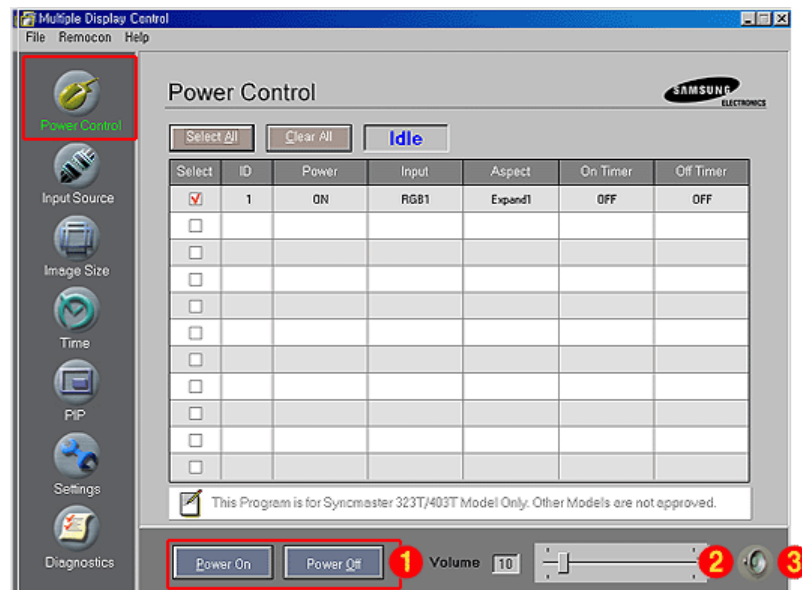 Multiple Display Control
File Remocon Help
Power Control
Input Source
Image Size
Time
PIP
Settings
Diagnostics
Power Control
SAMSUNG
ELECTRONICS
Select All Clear All Idle
Select ID Power Input Aspect On Timer Off Timer
1 ON RGB1 Expand1 OFF OFF
This Program is for Syncmaster 323T/403T Model Only. Other Models are not approved.
Power On Power Off 1 Volume 10 2 3